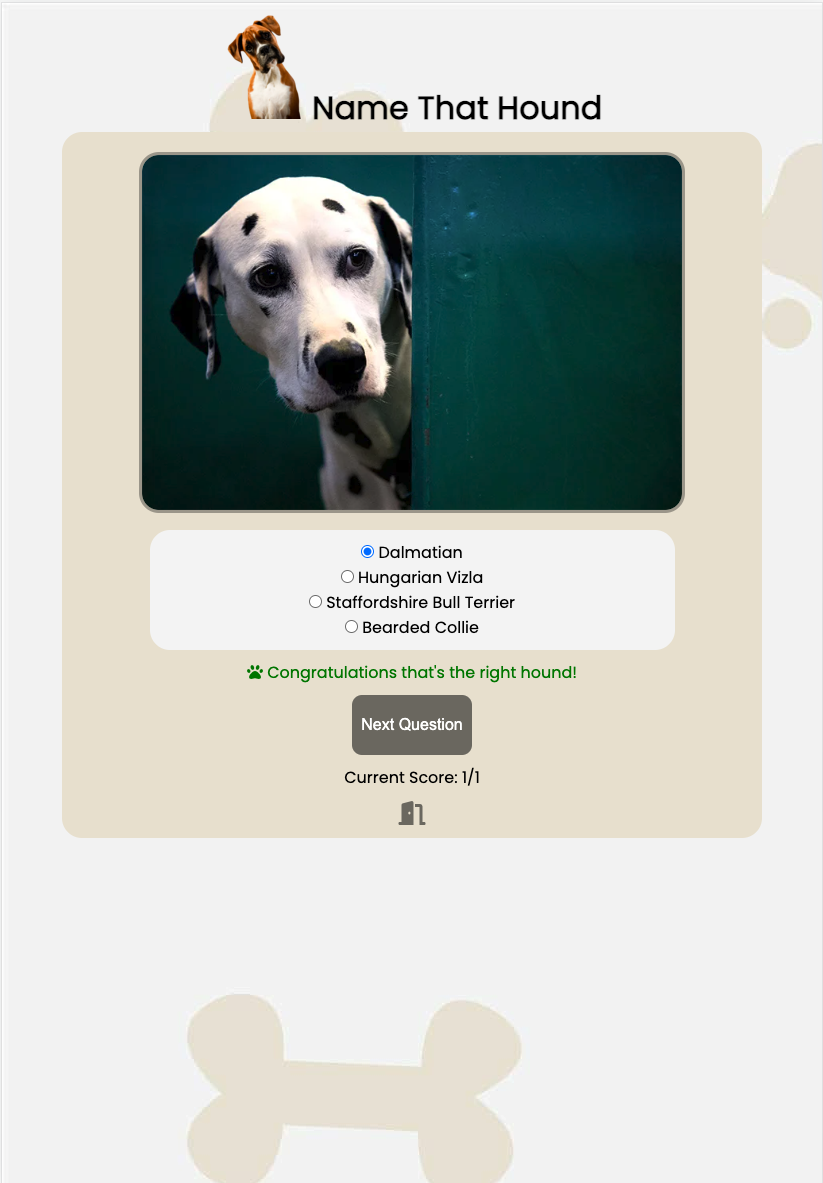 Name That Hound
Dalmatian
Hungarian Vizla
Staffordshire Bull Terrier
Bearded Collie
Congratulations that's the right hound!
Next Question
Current Score: 1/1